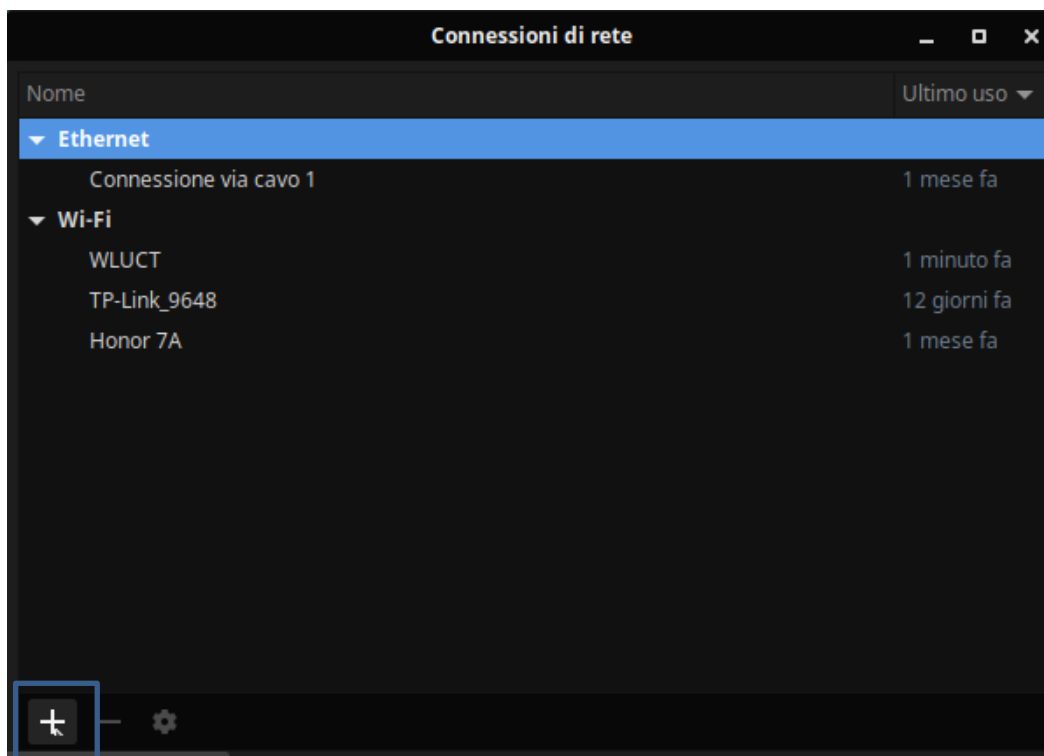 Connessioni di rete
Nome Ultimo uso
Ethernet
Connessione via cavo 1 1 mese fa
Wi-Fi
WLUCT 1 minuto fa
TP-Link_9648 12 giorni fa
Honor 7A 1 mese fa